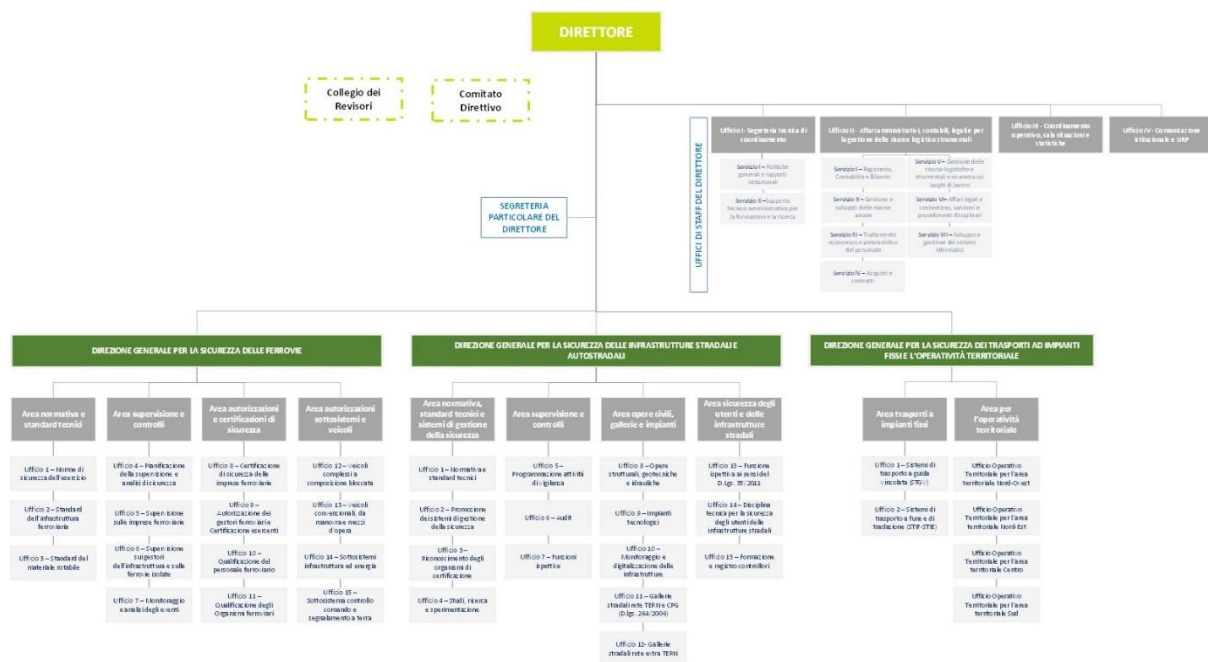 DIRETTORE
Collegio dei
Revisori
Comitato
Direttivo
SEGRETERIA
PARTICOLARE DEL
DIRETTORE
UFFICI DI STAFF DEL DIRETTORE
Ufficio I - Segreteria tecnica di
coordinamento
Servizio I – Politiche
generali e rapporti
istituzionali
Servizio II – Supporto
tecnico-amministrativo per
la formazione e la ricerca
Ufficio II - Affari amministrativi, contabili, legali e per
la gestione delle risorse logistico strumentali
Servizio I – Ragioneria,
Contabilità e Bilancio
Servizio II – Gestione e
sviluppo delle risorse
umane
Servizio III – Trattamento
economico e pensionistico
del personale
Servizio IV – Acquisti e
contratti
Servizio V – Gestione delle
risorse logistiche e
strumentali e sicurezza sui
luoghi di lavoro
Servizio VI – Affari legali e
contenzioso, sanzioni e
procedimenti disciplinari
Servizio VII – Sviluppo e
gestione dei sistemi
informatici
Ufficio III - Coordinamento
operativo, sala situazioni e
statistiche
Ufficio IV - Comunicazione
istituzionale e URP
DIREZIONE GENERALE PER LA SICUREZZA DELLE FERROVIE
Area normativa e
standard tecnici
Ufficio 1 – Norme di
sicurezza dell'esercizio
Ufficio 2 – Standard
dell'infrastruttura
ferroviaria
Ufficio 3 – Standard del
materiale rotabile
Area supervisione e
controlli
Ufficio 4 – Pianificazione
della supervisione e
analisi di sicurezza
Ufficio 5 – Supervisione
sulle imprese ferroviarie
Ufficio 6 – Supervisione
sui gestori
dell'infrastruttura e sulle
ferrovie isolate
Ufficio 7 – Monitoraggio
e analisi degli eventi
Area autorizzazioni
e certificazioni di
sicurezza
Ufficio 8 – Certificazione
di sicurezza delle
imprese ferroviarie
Ufficio 9 –
Autorizzazione dei
gestori ferroviari e
Certificazione esercenti
Ufficio 10 –
Qualificazione del
personale ferroviario
Ufficio 11 –
Qualificazione degli
Organismi ferroviari
Area autorizzazioni
sottosistemi e
veicoli
Ufficio 12 – Veicoli
complessi a
composizione bloccata
Ufficio 13 – Veicoli
convenzionali, da
manovra e mezzi
d'opera
Ufficio 14 – Sottosistemi
infrastruttura ed energia
Ufficio 15 –
Sottosistema controllo
comando e
segnalamento a terra
DIREZIONE GENERALE PER LA SICUREZZA DELLE INFRASTRUTTURE STRADALI E
AUTOSTRADALI
Area normativa,
standard tecnici e
sistemi di gestione
della sicurezza
Ufficio 1 – Normativa e
standard tecnici
Ufficio 2 – Promozione
dei sistemi di gestione
della sicurezza
Ufficio 3 –
Riconoscimento degli
organismi di
certificazione
Ufficio 4 – Studi, ricerca
e sperimentazione
Area supervisione e
controlli
Ufficio 5 –
Programmazione attività
di vigilanza
Ufficio 6 – Audit
Ufficio 7 – Funzioni
ispettive
Area opere civili,
gallerie e impianti
Ufficio 8 – Opere
strutturali, geotecniche
e idrauliche
Ufficio 9 – Impianti
tecnologici
Ufficio 10 –
Monitoraggio e
digitalizzazione delle
infrastrutture
Ufficio 11 – Gallerie
stradali rete TERN e CPG
(D.lgs. 264/2006)
Ufficio 12- Gallerie
stradali rete extra TERN
Area sicurezza degli
utenti e delle
infrastrutture
stradali
Ufficio 13 – Funzione
ispettiva ai sensi del
D.Lgs. 35/2011
Ufficio 14 – Disciplina
tecnica per la sicurezza
degli utenti delle
infrastrutture stradali
Ufficio 15 – Formazione
e registro controllori
DIREZIONE GENERALE PER LA SICUREZZA DEI TRASPORTI AD IMPIANTI
FISSI E L'OPERATIVITÀ TERRITORIALE
Area trasporti a
impianti fissi
Ufficio 1 – Sistemi di
trasporto a guida
vincolata (STGV)
Ufficio 2 – Sistemi di
trasporto a fune e di
traslazione (STIF-STIE)
Area per
l'operatività
territoriale
Ufficio Operativo
Territoriale per l'area
territoriale Nord-Ovest
Ufficio Operativo
Territoriale per l'area
territoriale Nord-Est
Ufficio Operativo
Territoriale per l'area
territoriale Centro
Ufficio Operativo
Territoriale per l'area
territoriale Sud